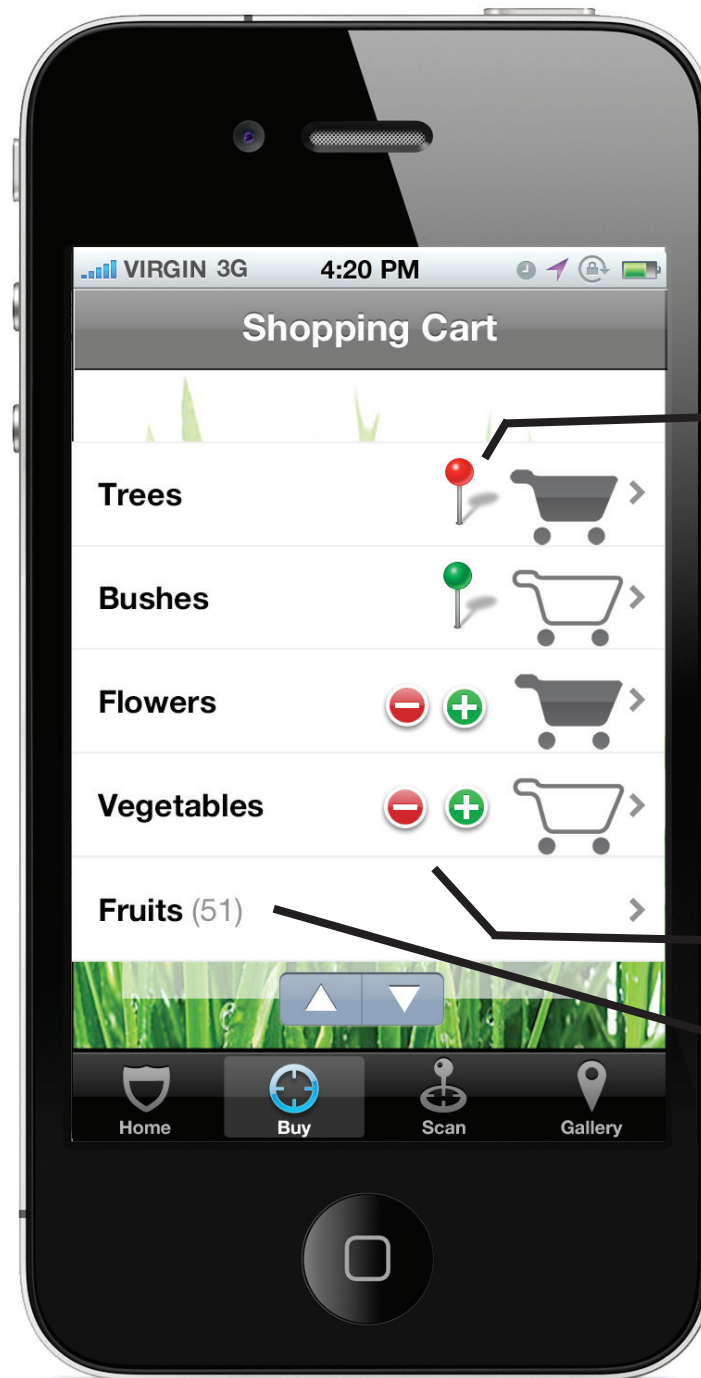 VIRGIN 3G 4:20 PM
Shopping Cart
Trees
Bushes
Flowers
Vegetables
Fruits (51)
Home Buy Scan Gallery